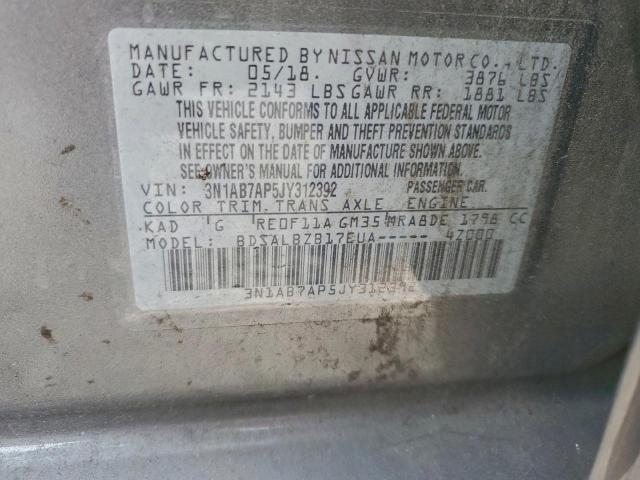 MANUFACTURED BY NISSAN MOTOR CO., LTD.
DATE: 05/18. GVWR: 3876 LBS
GAWR FR: 2143 LBS GAWR RR: 1881 LBS
THIS VEHICLE CONFORMS TO ALL APPLICABLE FEDERAL MOTOR
VEHICLE SAFETY, BUMPER AND THEFT PREVENTION STANDARDS
IN EFFECT ON THE DATE OF MANUFACTURE SHOWN ABOVE.
SEE OWNER'S MANUAL FOR ADDITIONAL INFORMATION.
VIN: 3N1AB7AP5JY312392 PASSENGER CAR.
COLOR TRIM. TRANS AXLE ENGINE
KAD G RE0F11A GM35 MRA8DE 1798 CC
MODEL: BDSALBZB17EUA----- 4Z000
3N1AB7AP5JY312392